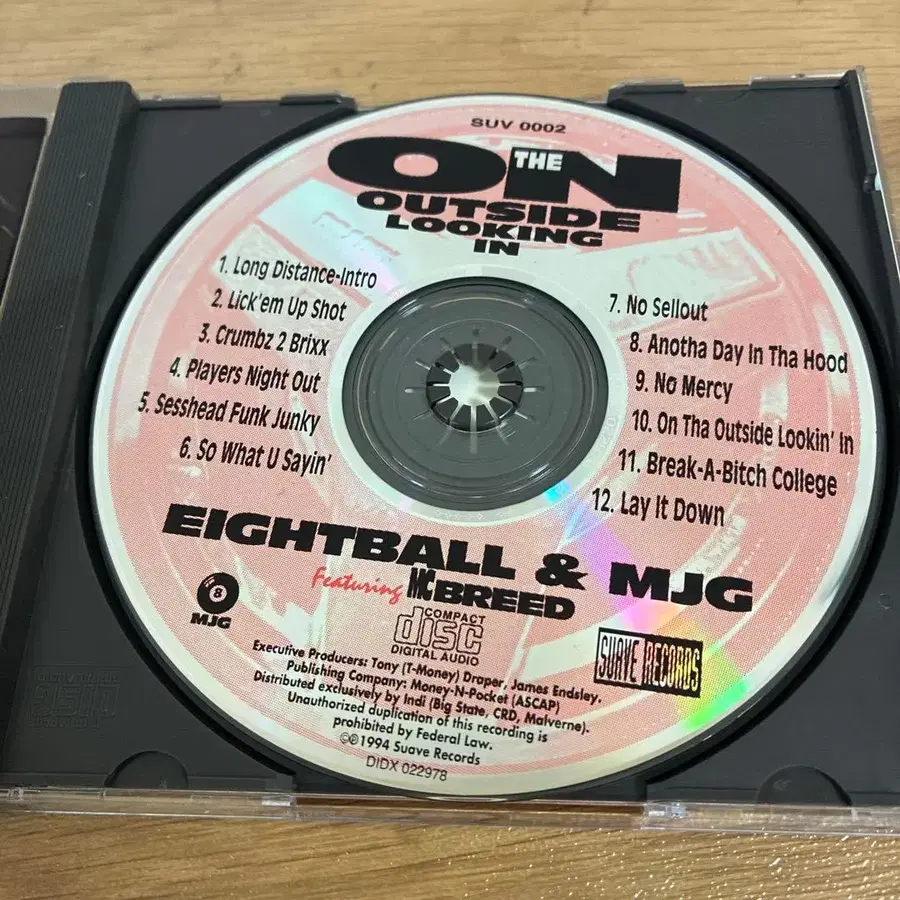 SUV 0002
ON THE
OUTSIDE
LOOKING
IN
1. Long Distance-Intro
2. Lick'em Up Shot
3. Crumbz 2 Brixx
4. Players Night Out
5. Sesshead Funk Junky
6. So What U Sayin'
7. No Sellout
8. Anotha Day In Tha Hood
9. No Mercy
10. On Tha Outside Lookin' In
11. Break-A-Bitch College
12. Lay It Down
EIGHTBALL & MJG
Featuring MC BREED
8
MJG
COMPACT
disc
DIGITAL AUDIO
SUAVE RECORDS
Executive Producers: Tony (T-Money) Draper, James Endsley.
Publishing Company: Money-N-Pocket (ASCAP)
Distributed exclusively by Indi (Big State, CRD, Malverne).
Unauthorized duplication of this recording is
prohibited by Federal Law.
©℗1994 Suave Records
DIDX 022978